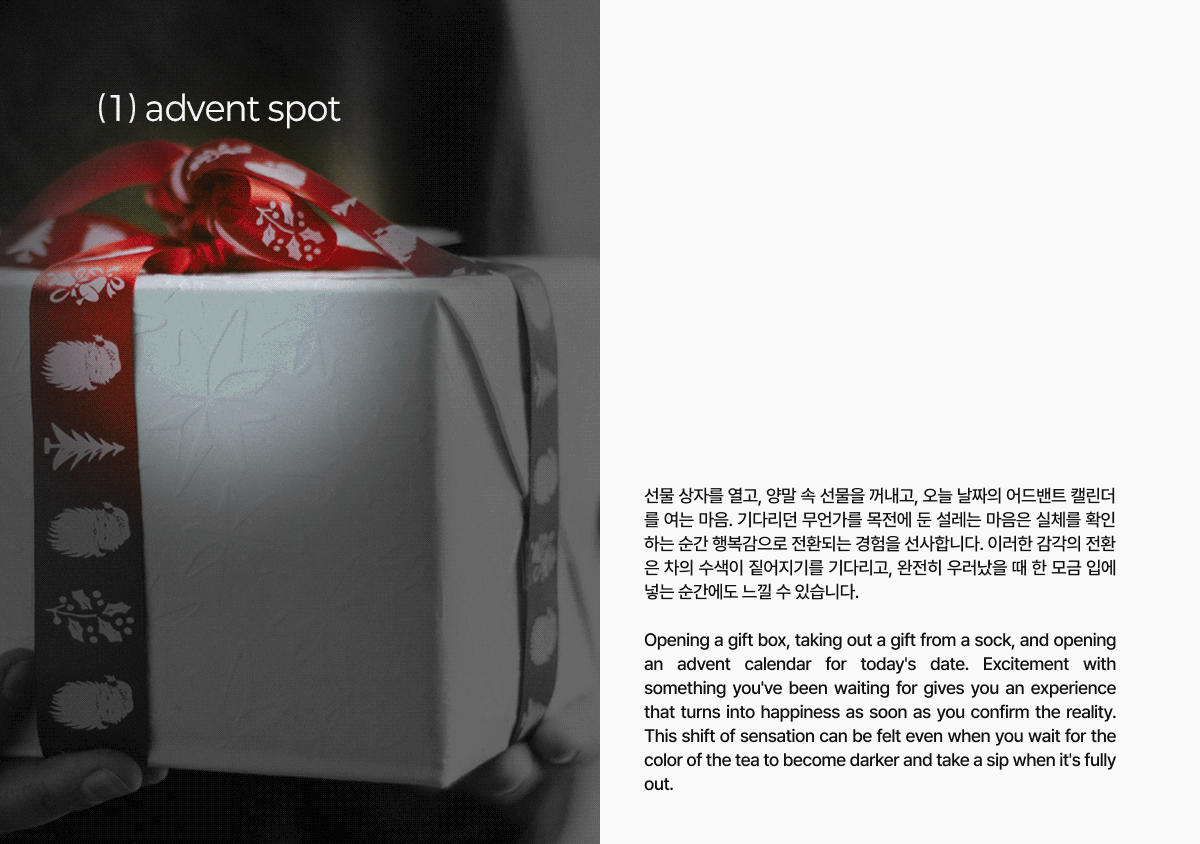 (1) advent spot
선물 상자를 열고, 양말 속 선물을 꺼내고, 오늘 날짜의 어드밴트 캘린더
를 여는 마음. 기다리던 무언가를 목전에 둔 설레는 마음은 실체를 확인
하는 순간 행복감으로 전환되는 경험을 선사합니다. 이러한 감각의 전환
은 차의 수색이 짙어지기를 기다리고, 완전히 우러났을 때 한 모금 입에
넣는 순간에도 느낄 수 있습니다.
Opening a gift box, taking out a gift from a sock, and opening
an advent calendar for today's date. Excitement with
something you've been waiting for gives you an experience
that turns into happiness as soon as you confirm the reality.
This shift of sensation can be felt even when you wait for the
color of the tea to become darker and take a sip when it's fully
out.